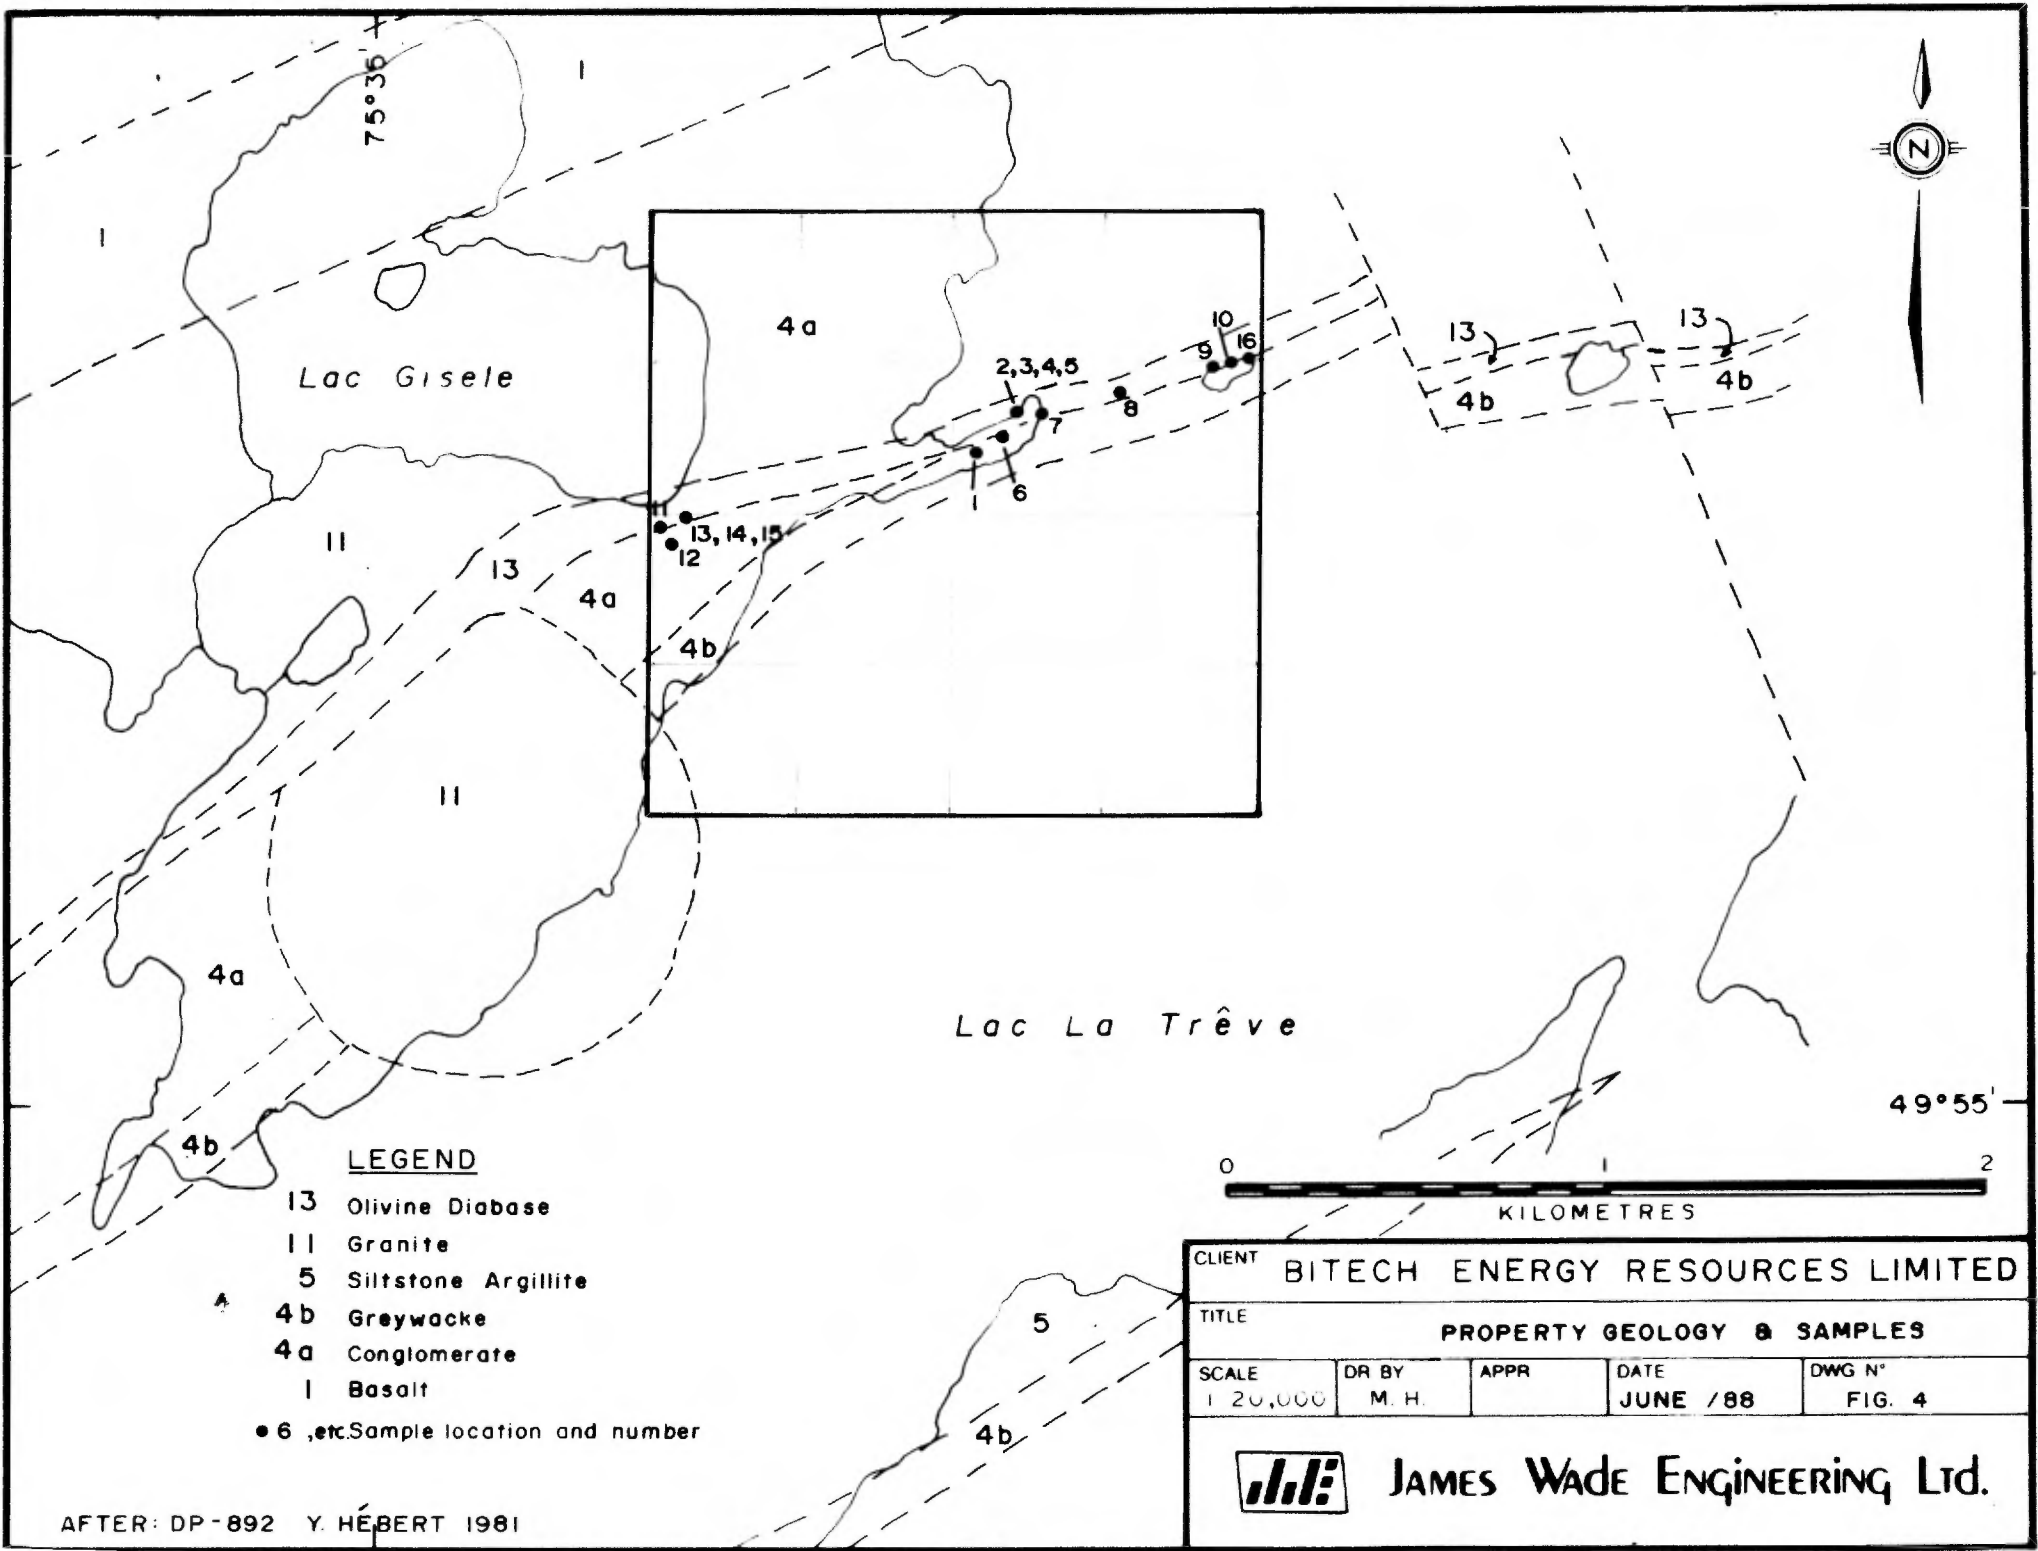 75°35'
1
1
N
Lac Gisele
4a
10
9 16
13
13
2,3,4,5
8
7
4b
4b
1
6
11
13, 14, 15
12
11
13
4a
4b
11
4a
Lac La Trêve
49°55'
4b
LEGEND
13 Olivine Diabase
11 Granite
5 Siltstone Argillite
4b Greywacke
4a Conglomerate
1 Basalt
6 ,etc. Sample location and number
0 1 2
KILOMETRES
5
4b
AFTER: DP-892 Y. HÉBERT 1981
CLIENT BITECH ENERGY RESOURCES LIMITED
TITLE
PROPERTY GEOLOGY & SAMPLES
SCALE
1 20,000
DR BY
M. H.
APPR
DATE
JUNE /88
DWG N°
FIG. 4
JAMES WADE ENGINEERING LTD.